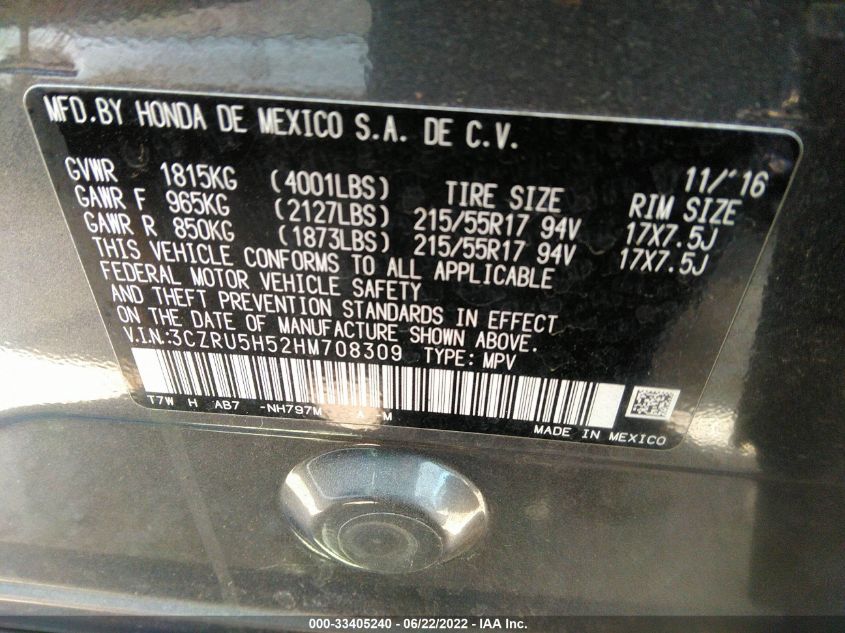 MFD.BY HONDA DE MEXICO S.A. DE C.V.
11/'16
GVWR 1815KG (4001LBS) TIRE SIZE RIM SIZE
GAWR F 965KG (2127LBS) 215/55R17 94V 17X7.5J
GAWR R 850KG (1873LBS) 215/55R17 94V 17X7.5J
THIS VEHICLE CONFORMS TO ALL APPLICABLE
FEDERAL MOTOR VEHICLE SAFETY
AND THEFT PREVENTION STANDARDS IN EFFECT
ON THE DATE OF MANUFACTURE SHOWN ABOVE.
V.I.N.:3CZRU5H52HM708309 TYPE: MPV
T7W H AB7 -NH797M A -M
MADE IN MEXICO
000-33405240 - 06/22/2022 - IAA Inc.